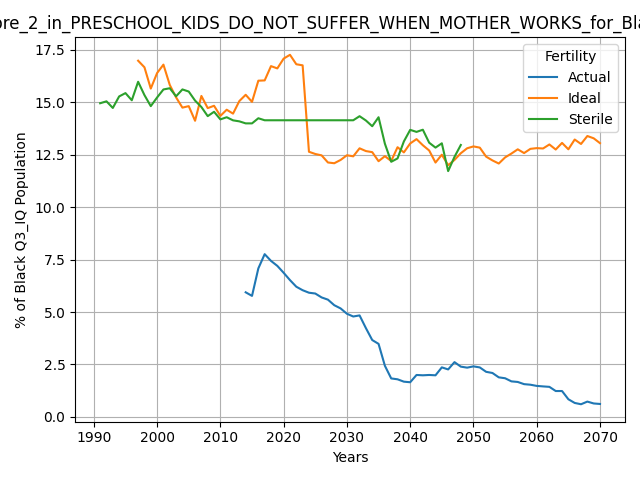 ore_2_in_PRESCHOOL_KIDS_DO_NOT_SUFFER_WHEN_MOTHER_WORKS_for_Bla
Fertility
Actual
Ideal
Sterile
% of Black Q3_IQ Population
17.5
15.0
12.5
10.0
7.5
5.0
2.5
0.0
1990 2000 2010 2020 2030 2040 2050 2060 2070
Years